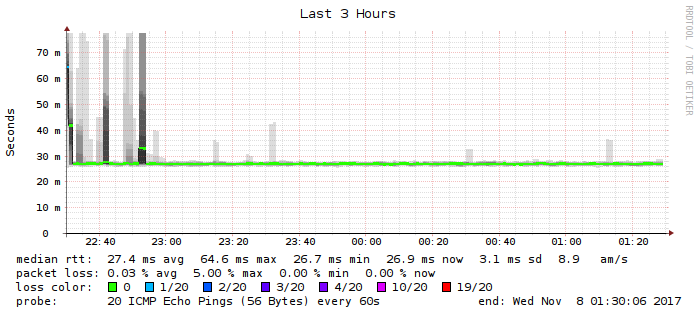 Last 3 Hours
RRDTOOL / TOBI OETIKER
Seconds
70 m
60 m
50 m
40 m
30 m
20 m
10 m
0
22:40 23:00 23:20 23:40 00:00 00:20 00:40 01:00 01:20
median rtt: 27.4 ms avg 64.6 ms max 26.7 ms min 26.9 ms now 3.1 ms sd 8.9 am/s
packet loss: 0.03 % avg 5.00 % max 0.00 % min 0.00 % now
loss color: 0 1/20 2/20 3/20 4/20 10/20 19/20
probe: 20 ICMP Echo Pings (56 Bytes) every 60s end: Wed Nov 8 01:30:06 2017